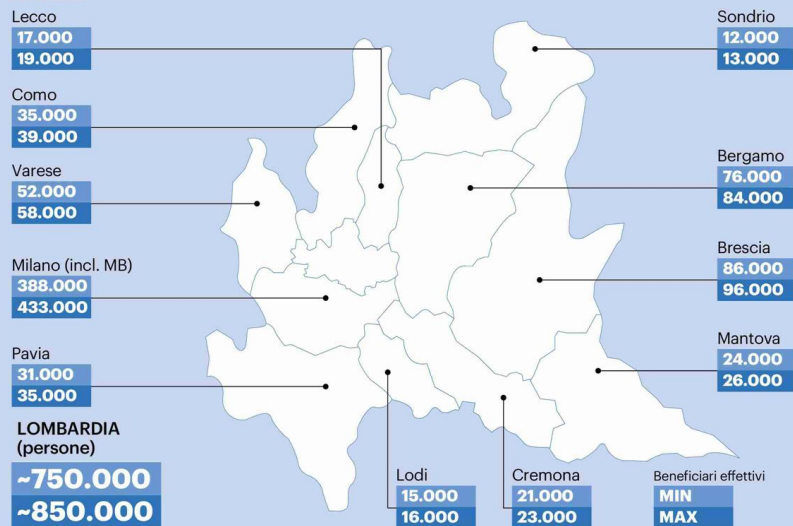 Lecco
17.000
19.000
Como
35.000
39.000
Varese
52.000
58.000
Milano (incl. MB)
388.000
433.000
Pavia
31.000
35.000
LOMBARDIA
(persone)
~750.000
~850.000
Lodi
15.000
16.000
Cremona
21.000
23.000
Sondrio
12.000
13.000
Bergamo
76.000
84.000
Brescia
86.000
96.000
Mantova
24.000
26.000
Beneficiari effettivi
MIN
MAX